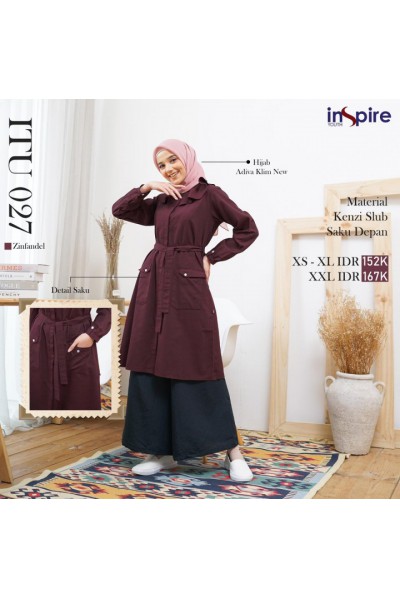 inspire
YOUTH
ITU 027
Zinfandel
Hijab
Adiva Klim New
Material
Kenzi Slub
Saku Depan
XS - XL IDR 152K
XXL IDR 167K
Detail Saku